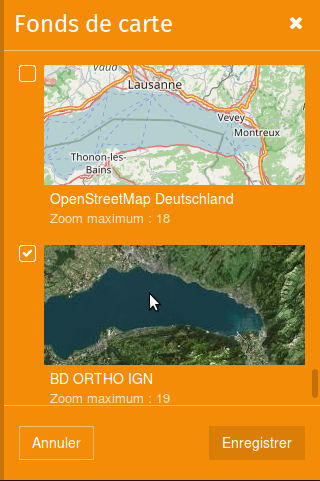 Fonds de carte
Vaud
Lausanne
Vevey
Montreux
Thonon-les-
Bains
OpenStreetMap Deutschland
Zoom maximum : 18
BD ORTHO IGN
Zoom maximum : 19
Annuler
Enregistrer